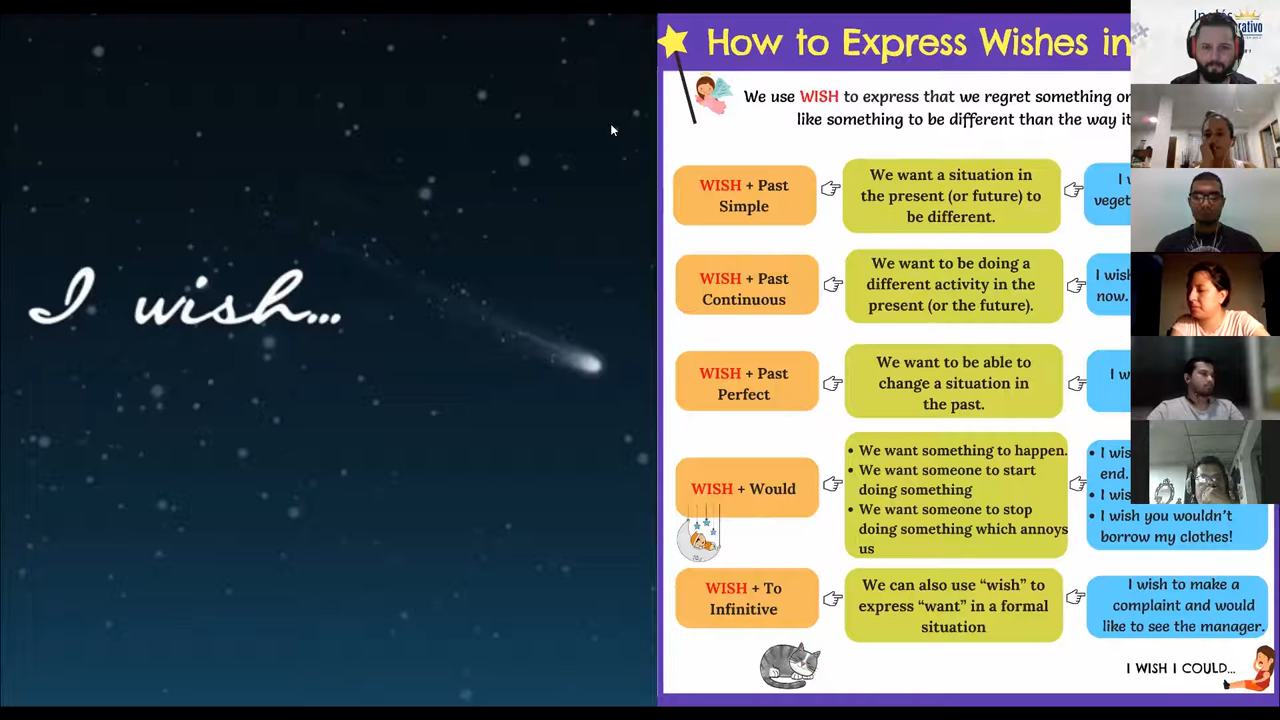 I wish...
How to Express Wishes in
We use WISH to express that we regret something or
like something to be different than the way it
WISH + Past
Simple
We want a situation in
the present (or future) to
be different.
I
WISH + Past
Continuous
We want to be doing a
different activity in the
present (or the future).
I wish
now.
WISH + Past
Perfect
We want to be able to
change a situation in
the past.
I
WISH + Would
• We want something to happen.
• We want someone to start
doing something
• We want someone to stop
doing something which annoys
us
end.
• I wish you wouldn't
borrow my clothes!
WISH + To
Infinitive
We can also use "wish" to
express "want" in a formal
situation
I wish to make a
complaint and would
like to see the manager.
I WISH I COULD...